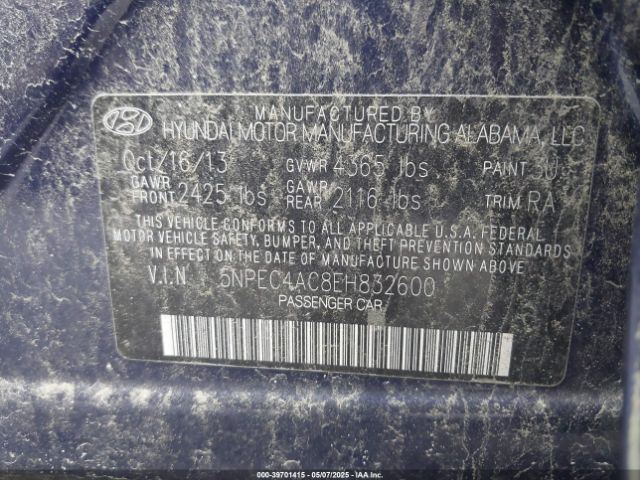 MANUFACTURED BY
HYUNDAI MOTOR MANUFACTURING ALABAMA, LLC
Oct/16/13 GVWR 4365 lbs PAINT
GAWR FRONT 2425 lbs GAWR REAR 2116 lbs TRIM RA
THIS VEHICLE CONFORMS TO ALL APPLICABLE U.S.A. FEDERAL
MOTOR VEHICLE SAFETY, BUMPER, AND THEFT PREVENTION STANDARDS
IN EFFECT ON THE DATE OF MANUFACTURE SHOWN ABOVE.
V.I.N 5NPEC4AC8EH832600
PASSENGER CAR
000-39701415 - 05/07/2025 - IAAI.COM